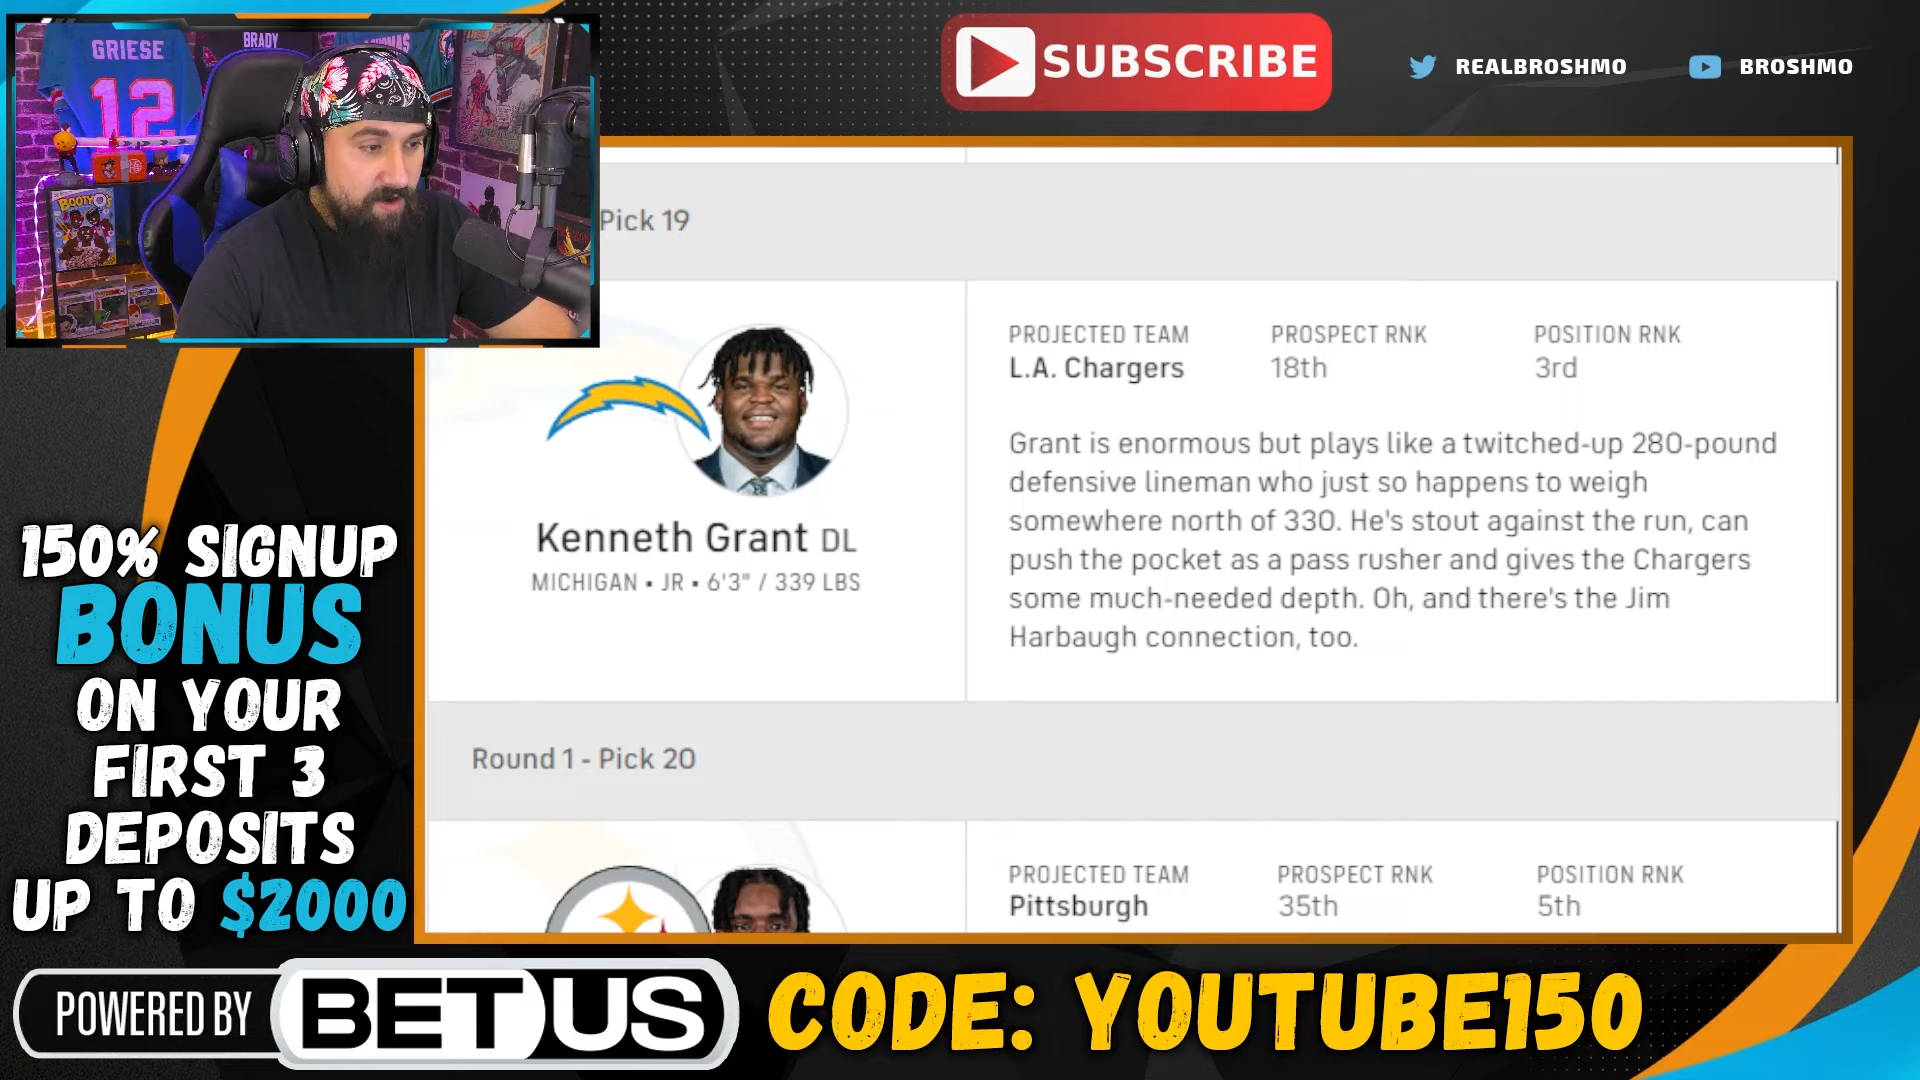 GRIESE
12
BRADY
BOOTY O's
SUBSCRIBE
REALBROSHMO
BROSHMO
Pick 19
PROJECTED TEAM
L.A. Chargers
PROSPECT RNK
18th
POSITION RNK
3rd
Kenneth Grant DL
MICHIGAN • JR • 6'3" / 339 LBS
Grant is enormous but plays like a twitched-up 280-pound
defensive lineman who just so happens to weigh
somewhere north of 330. He's stout against the run, can
push the pocket as a pass rusher and gives the Chargers
some much-needed depth. Oh, and there's the Jim
Harbaugh connection, too.
Round 1 - Pick 20
PROJECTED TEAM
Pittsburgh
PROSPECT RNK
35th
POSITION RNK
5th
150% SIGNUP
BONUS
ON YOUR
FIRST 3
DEPOSITS
UP TO $2000
POWERED BY
BETUS
CODE: YOUTUBE150